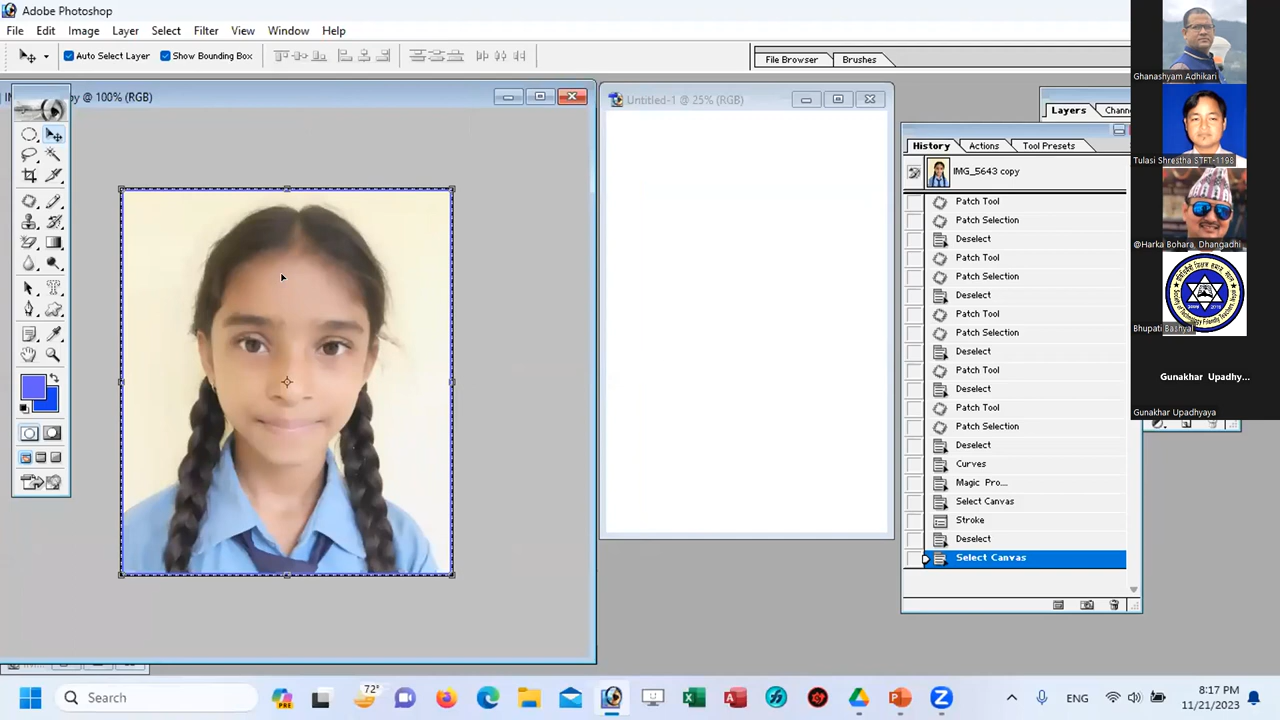 Adobe Photoshop
File Edit Image Layer Select Filter View Window Help
Auto Select Layer Show Bounding Box
File Browser Brushes
py @ 100% (RGB)
Untitled-1 @ 25% (RGB)
Layers Chann
History Actions Tool Presets
IMG_5643 copy
Patch Tool
Patch Selection
Deselect
Patch Tool
Patch Selection
Deselect
Patch Tool
Patch Selection
Deselect
Patch Tool
Deselect
Patch Tool
Patch Selection
Deselect
Curves
Magic Pro...
Select Canvas
Stroke
Deselect
Select Canvas
Ghanashyam Adhikari
Tulasi Shrestha STFT-1198
@Harka Bohara, Dhangadhi
Bhupati Bashyal
Gunakhar Upadhy...
Gunakhar Upadhyaya
Search
PRE
72°
ENG
8:17 PM
11/21/2023